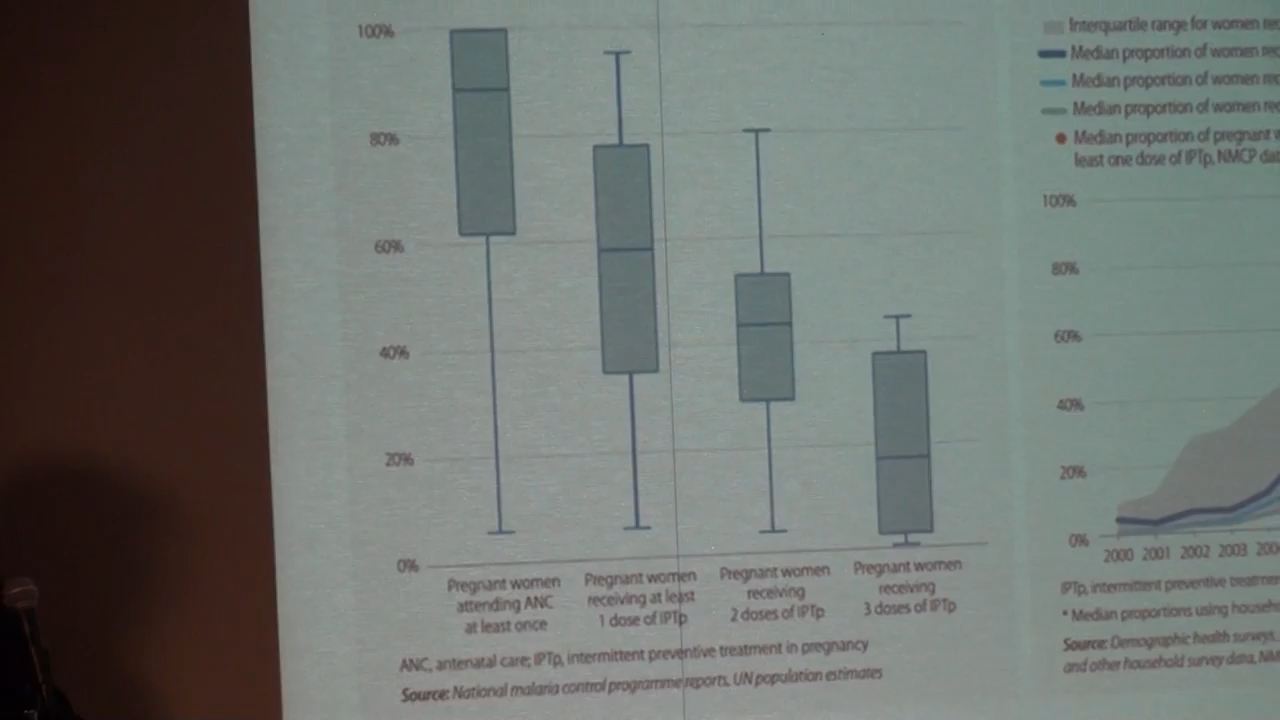 100%
80%
60%
40%
20%
0%
Pregnant women
attending ANC
at least once
Pregnant women
receiving at least
1 dose of IPTp
Pregnant women
receiving
2 doses of IPTp
Pregnant women
receiving
3 doses of IPTp
ANC, antenatal care; IPTp, intermittent preventive treatment in pregnancy
Source: National malaria control programme reports, UN population estimates
Interquartile range for women
Median proportion of women
Median proportion of women
Median proportion of women
Median proportion of pregnant
least one dose of IPTp, NMCP
100%
80%
60%
40%
20%
0%
2000 2001 2002 2003
IPTp, intermittent preventive
* Median proportions using
Source: Demographic health surveys,
and other household survey data,